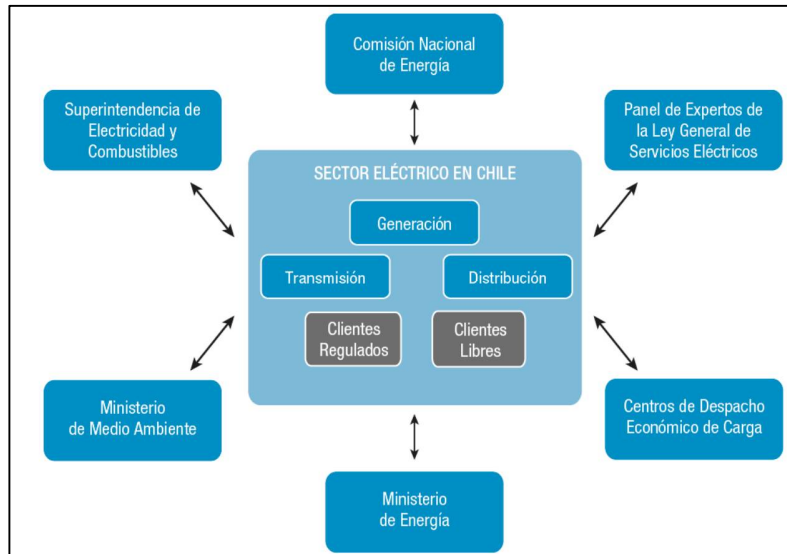 Comisión Nacional
de Energía
Superintendencia de
Electricidad y
Combustibles
Panel de Expertos de
la Ley General de
Servicios Eléctricos
SECTOR ELÉCTRICO EN CHILE
Generación
Transmisión
Distribución
Clientes
Regulados
Clientes
Libres
Ministerio
de Medio Ambiente
Centros de Despacho
Económico de Carga
Ministerio
de Energía